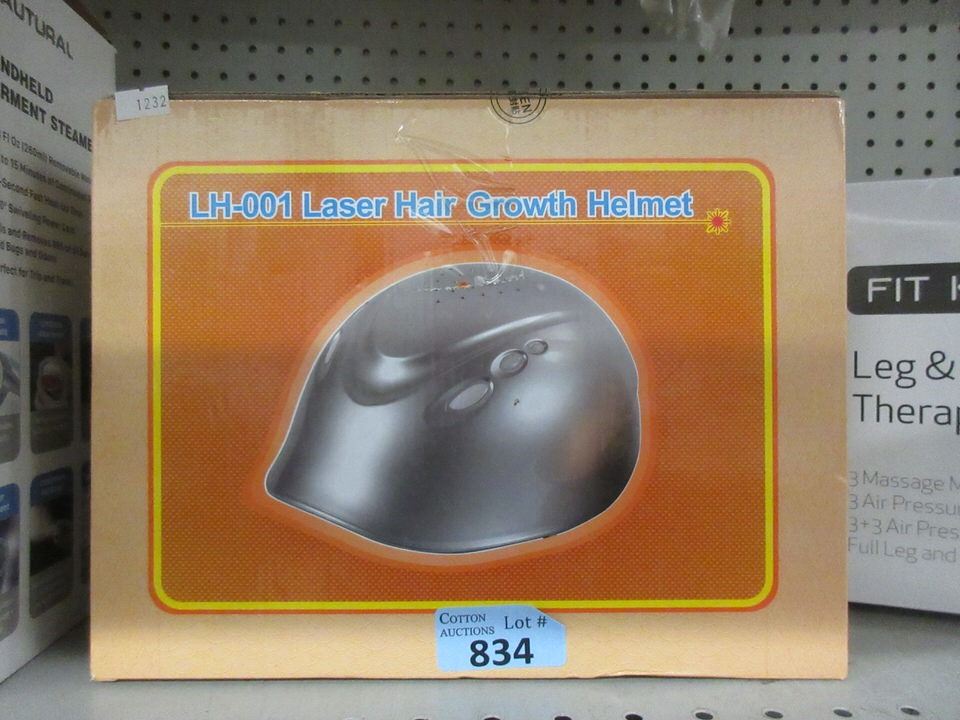 AUTURAL
NDHELD
RMENT STEAME
1232
LH-001 Laser Hair Growth Helmet
COTTON
AUCTIONS
Lot #
834
FIT
Leg &
Therap
3 Massage M
3 Air Pressu
3+3 Air Pres
Full Leg and